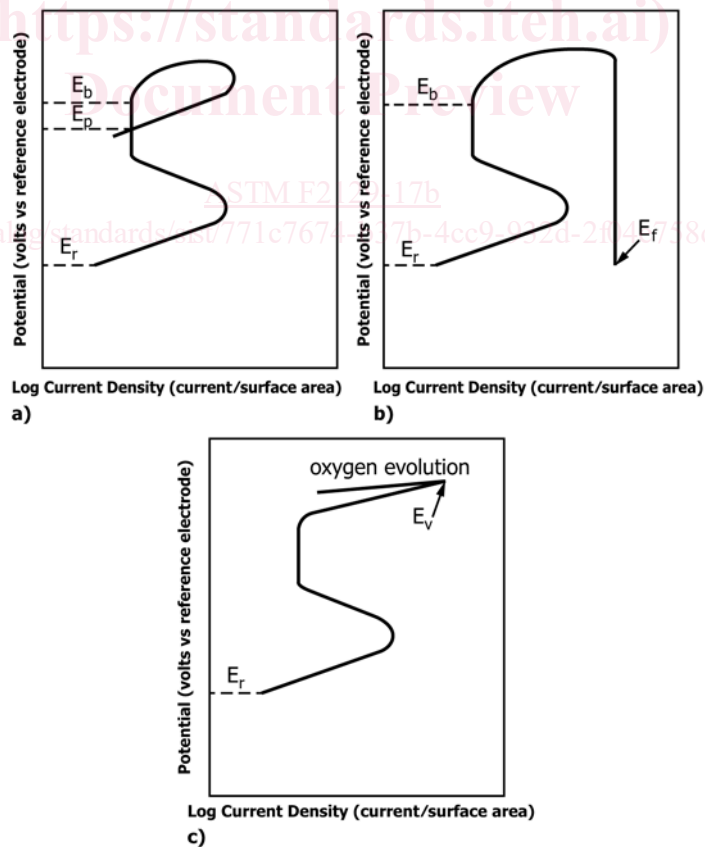 https://standards.iteh.ai)
Document Preview
ASTM F2129-17b
a)
Potential (volts vs reference electrode)
E_b
E_p
E_r
Log Current Density (current/surface area)
b)
Potential (volts vs reference electrode)
E_b
E_r
E_f
Log Current Density (current/surface area)
Potential (volts vs reference electrode)
oxygen evolution
E_v
E_r
Log Current Density (current/surface area)
c)